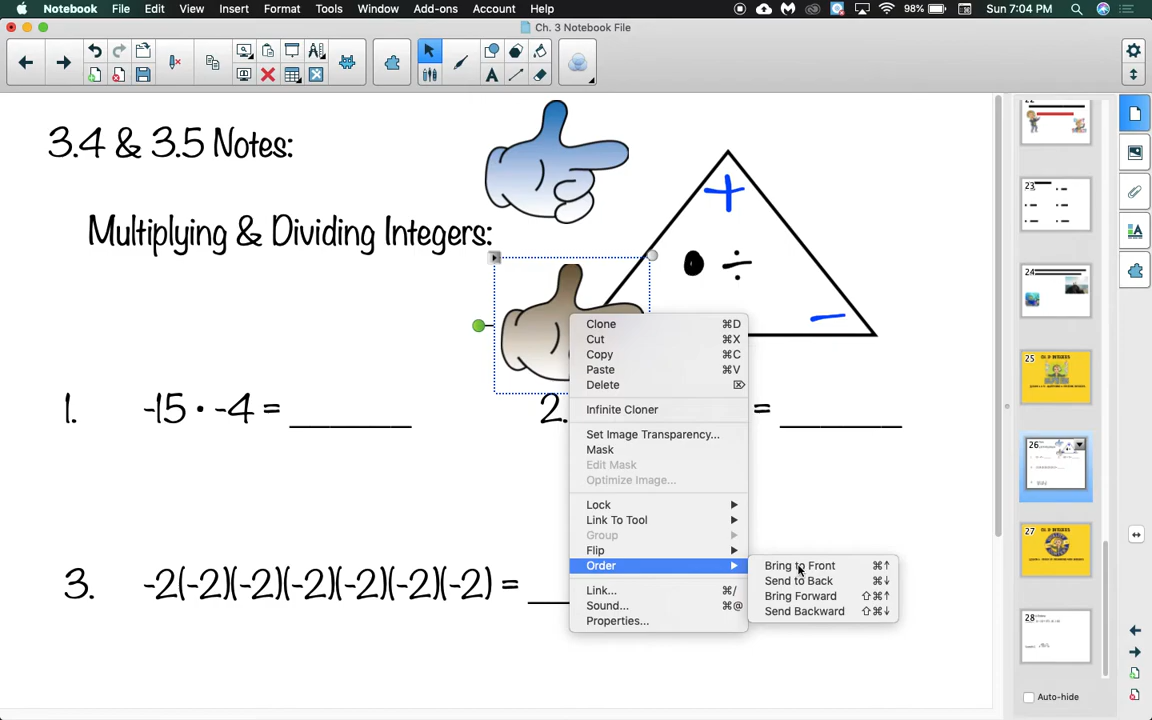 Notebook File Edit View Insert Format Tools Window Add-ons Account Help 98% Sun 7:04 PM
Ch. 3 Notebook File
3.4 & 3.5 Notes:
Multiplying & Dividing Integers:
+
• ÷
−
1. -15 • -4 = ______
2. = ______
3. -2(-2)(-2)(-2)(-2)(-2)(-2) = __
Clone ⌘D
Cut ⌘X
Copy ⌘C
Paste ⌘V
Delete ⌦
Infinite Cloner
Set Image Transparency...
Mask
Edit Mask
Optimize Image...
Lock
Link To Tool
Group
Flip
Order
Link... ⌘/
Sound... ⌘@
Properties...
Bring to Front ⌘↑
Send to Back ⌘↓
Bring Forward ⇧⌘↑
Send Backward ⇧⌘↓
22
23
24
25
26
27
28
Auto-hide